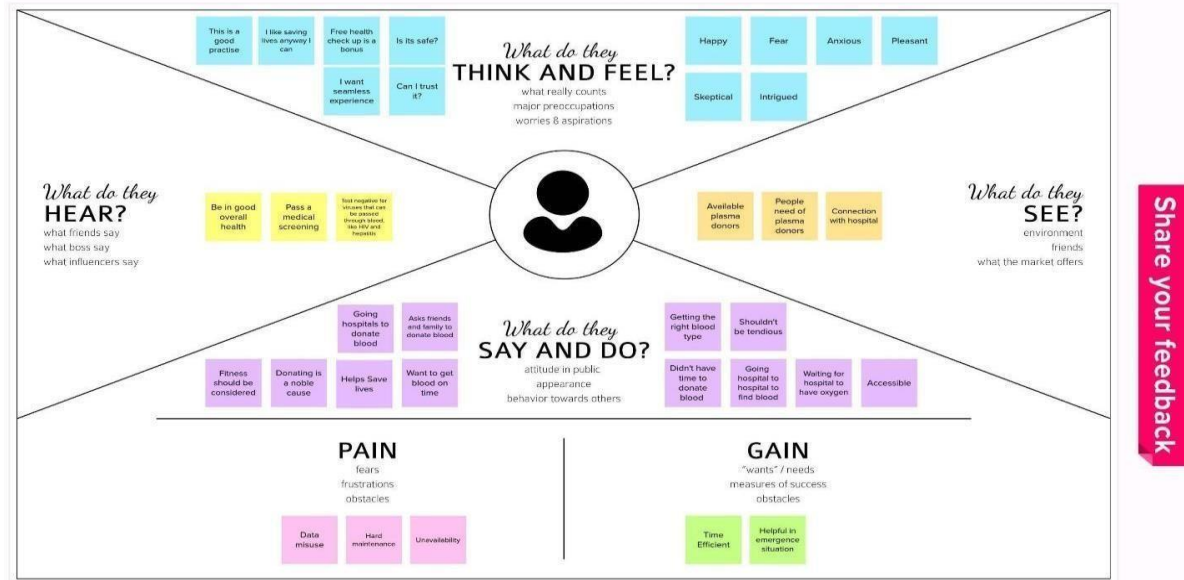 This is a
good
practise
I like saving
lives anyway I
can
Free health
check up is a
bonus
Is its safe?
I want
seamless
experience
Can I trust
it?
What do they
THINK AND FEEL?
what really counts
major preoccupations
worries & aspirations
Happy
Fear
Anxious
Pleasant
Skeptical
Intrigued
What do they
HEAR?
what friends say
what boss say
what influencers say
Be in good
overall
health
Pass a
medical
screening
Test negative for
viruses that can be
passed
through blood,
like HIV and
hepatitis
Available
plasma
donors
People
need of
plasma
donors
Connection
with hospital
What do they
SEE?
environment
friends
what the market offers
Going
hospitals to
donate
blood
Asks friends
and family to
donate blood
Fitness
should be
considered
Donating is
a noble
cause
Helps Save
lives
Want to get
blood on
time
What do they
SAY AND DO?
attitude in public
appearance
behavior towards others
Getting the
right blood
type
Shouldn't
be tendious
Didn't have
time to
donate
blood
Going
hospital to
hospital to
find blood
Waiting for
hospital to
have oxygen
Accessible
PAIN
fears
frustrations
obstacles
Data
misuse
Hard
maintenance
Unevailability
GAIN
"wants" / needs
measures of success
obstacles
Time
Efficient
Helpful in
emergence
situation
Share your feedback